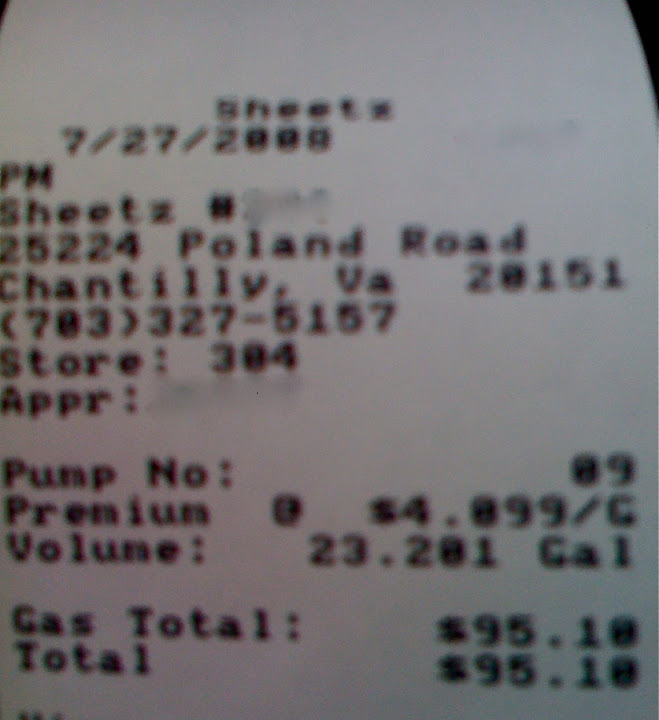 Sheetz
7/27/2008
PM
Sheetz #
25224 Poland Road
Chantilly, Va 20151
(703)327-5157
Store: 304
Appr:
Pump No: 09
Premium @ $4.099/G
Volume: 23.201 Gal
Gas Total: $95.10
Total $95.10